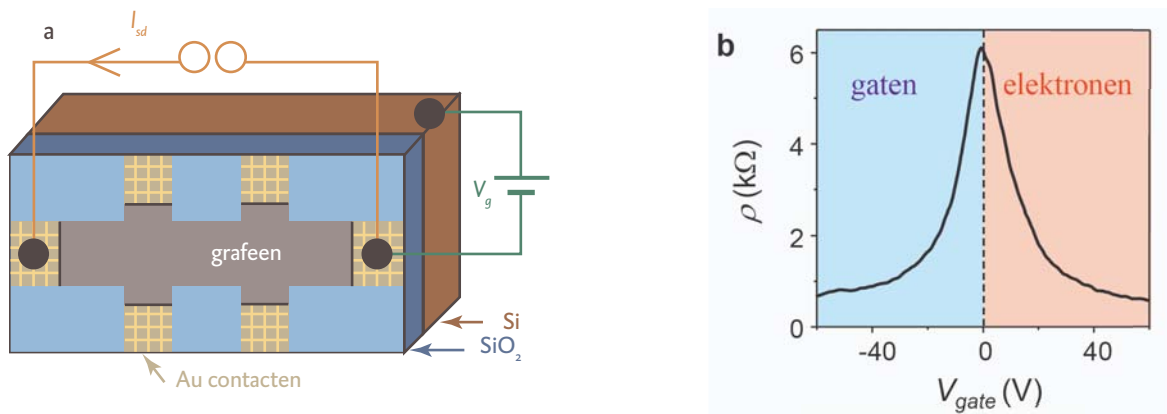 a
I_sd
V_g
grafeen
Si
SiO₂
Au contacten
b
gaten
elektronen
ρ (kΩ)
6
4
2
0
-40
0
40
V_gate (V)